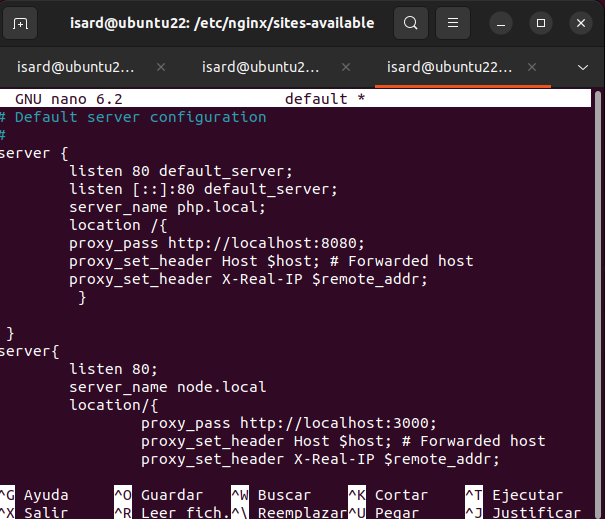 isard@ubuntu22: /etc/nginx/sites-available
isard@ubuntu2... × isard@ubuntu2... × isard@ubuntu22... ×
GNU nano 6.2 default *
# Default server configuration
#
server {
listen 80 default_server;
listen [::]:80 default_server;
server_name php.local;
location /{
proxy_pass http://localhost:8080;
proxy_set_header Host $host; # Forwarded host
proxy_set_header X-Real-IP $remote_addr;
}
}
server{
listen 80;
server_name node.local
location/{
proxy_pass http://localhost:3000;
proxy_set_header Host $host; # Forwarded host
proxy_set_header X-Real-IP $remote_addr;
^G Ayuda ^O Guardar ^W Buscar ^K Cortar ^T Ejecutar
^X Salir ^R Leer fich. ^\ Reemplazar ^U Pegar ^J Justificar